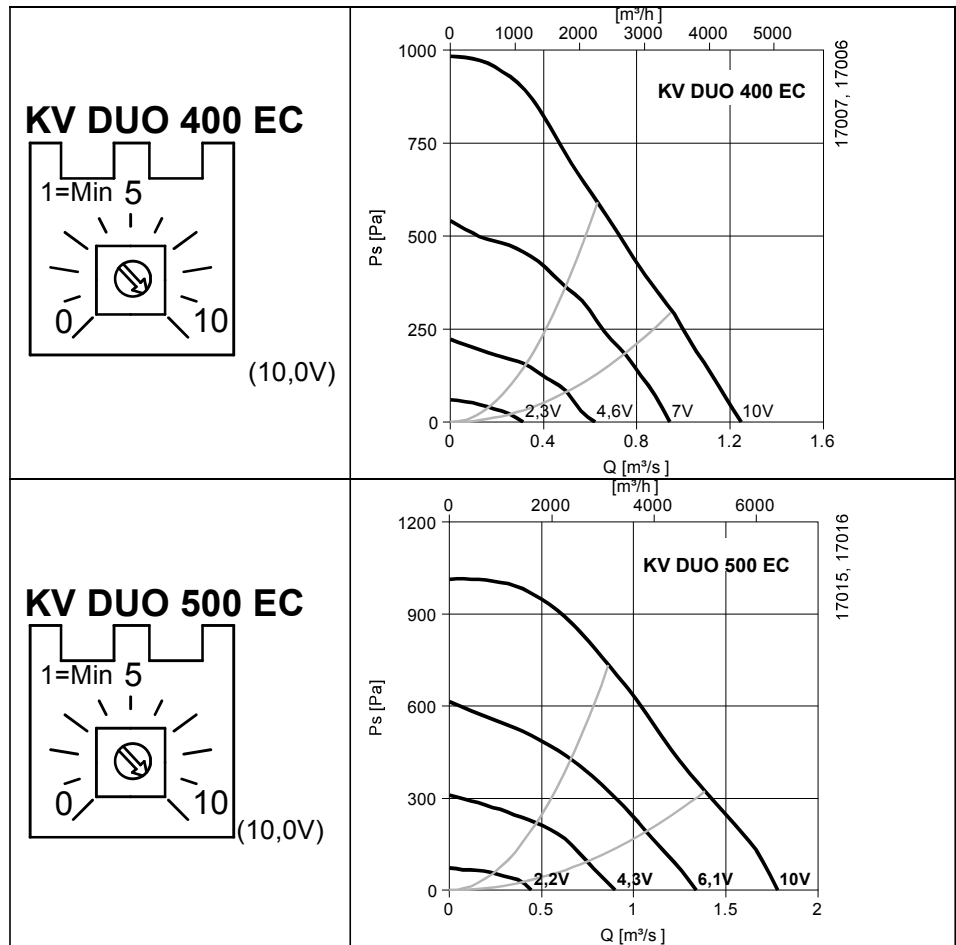 KV DUO 400 EC
1=Min 5
0 10
(10,0V)
[m³/h]
0 1000 2000 3000 4000 5000
1000
750
500
250
0
Ps [Pa]
KV DUO 400 EC
17007, 17006
2,3V 4,6V 7V 10V
0 0.4 0.8 1.2 1.6
Q [m³/s ]
KV DUO 500 EC
1=Min 5
0 10
(10,0V)
[m³/h]
0 2000 4000 6000
1200
900
600
300
0
Ps [Pa]
KV DUO 500 EC
17015, 17016
2,2V 4,3V 6,1V 10V
0 0.5 1 1.5 2
Q [m³/s ]